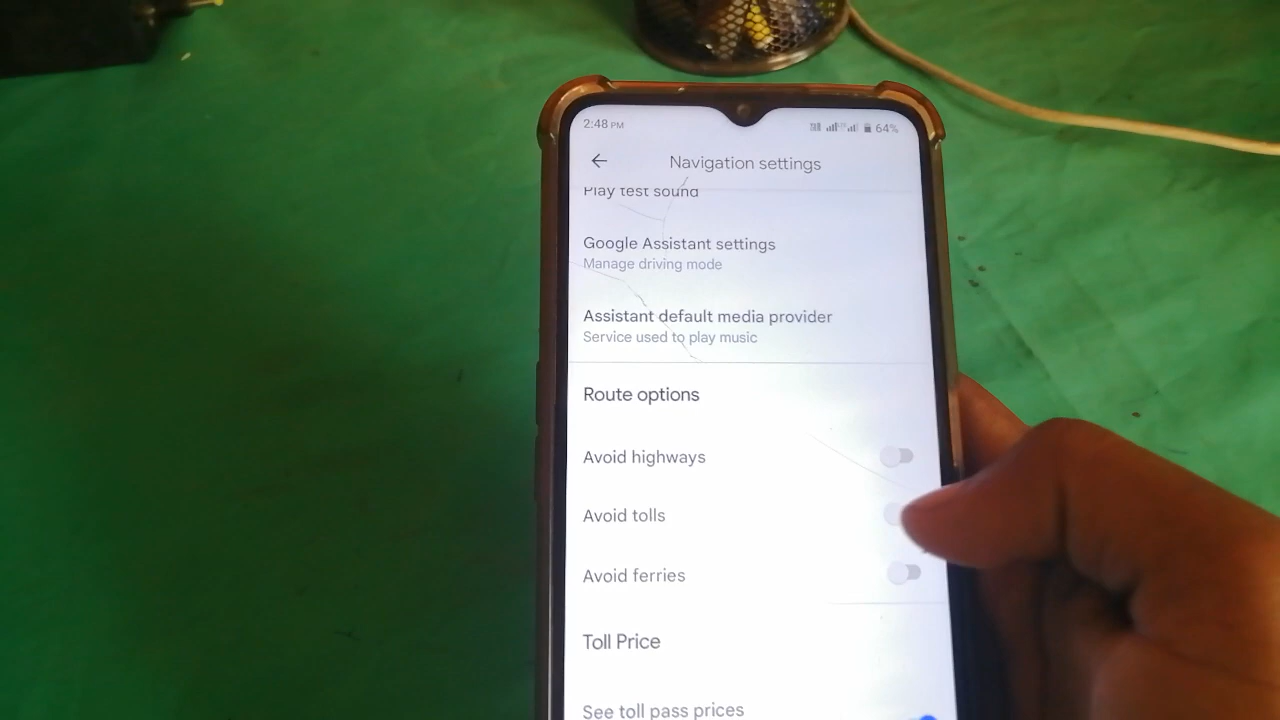 2:48 PM
64%
Navigation settings
Play test sound
Google Assistant settings
Manage driving mode
Assistant default media provider
Service used to play music
Route options
Avoid highways
Avoid tolls
Avoid ferries
Toll Price
See toll pass prices